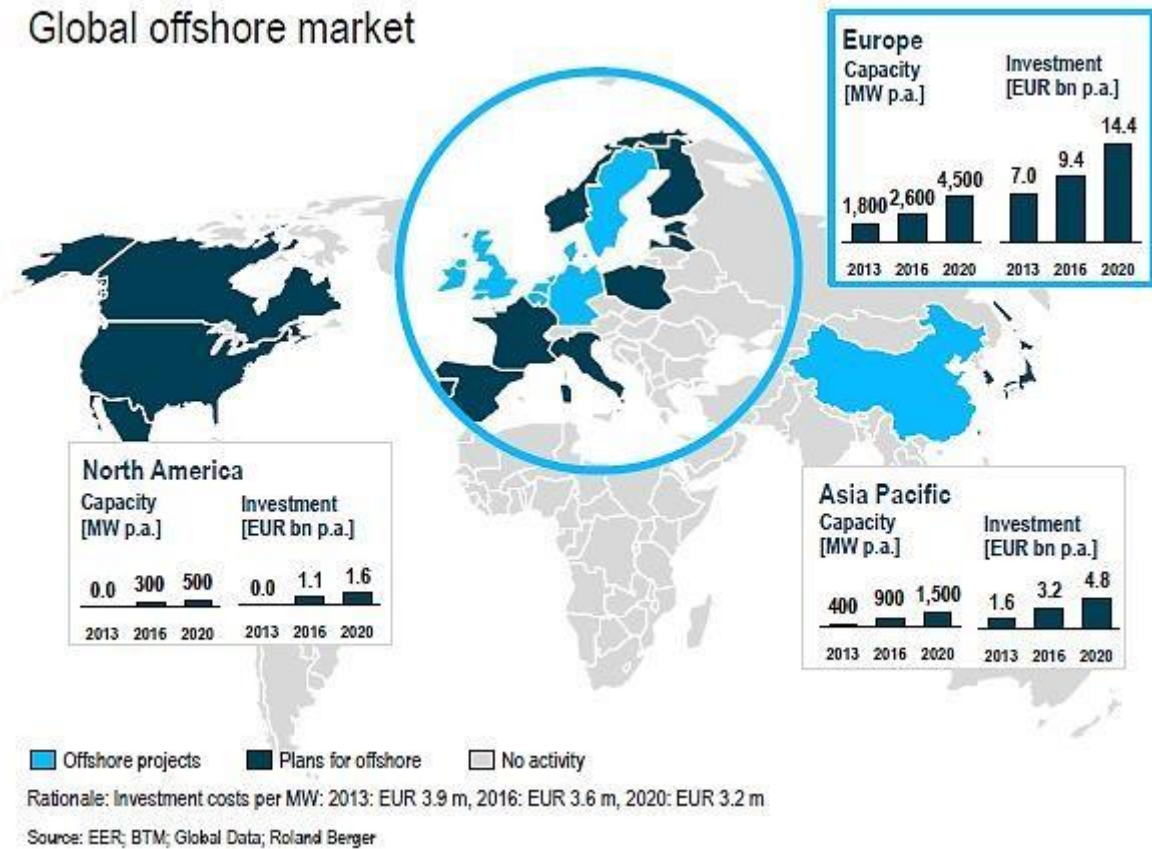 Global offshore market
Europe
Capacity
[MW p.a.]
Investment
[EUR bn p.a.]
1,800 2,600 4,500
7.0 9.4 14.4
2013 2016 2020
2013 2016 2020
North America
Capacity
[MW p.a.]
Investment
[EUR bn p.a.]
0.0 300 500
0.0 1.1 1.6
2013 2016 2020
2013 2016 2020
Asia Pacific
Capacity
[MW p.a.]
Investment
[EUR bn p.a.]
400 900 1,500
1.6 3.2 4.8
2013 2016 2020
2013 2016 2020
Offshore projects
Plans for offshore
No activity
Rationale: Investment costs per MW: 2013: EUR 3.9 m, 2016: EUR 3.6 m, 2020: EUR 3.2 m
Source: EER; BTM; Global Data; Roland Berger